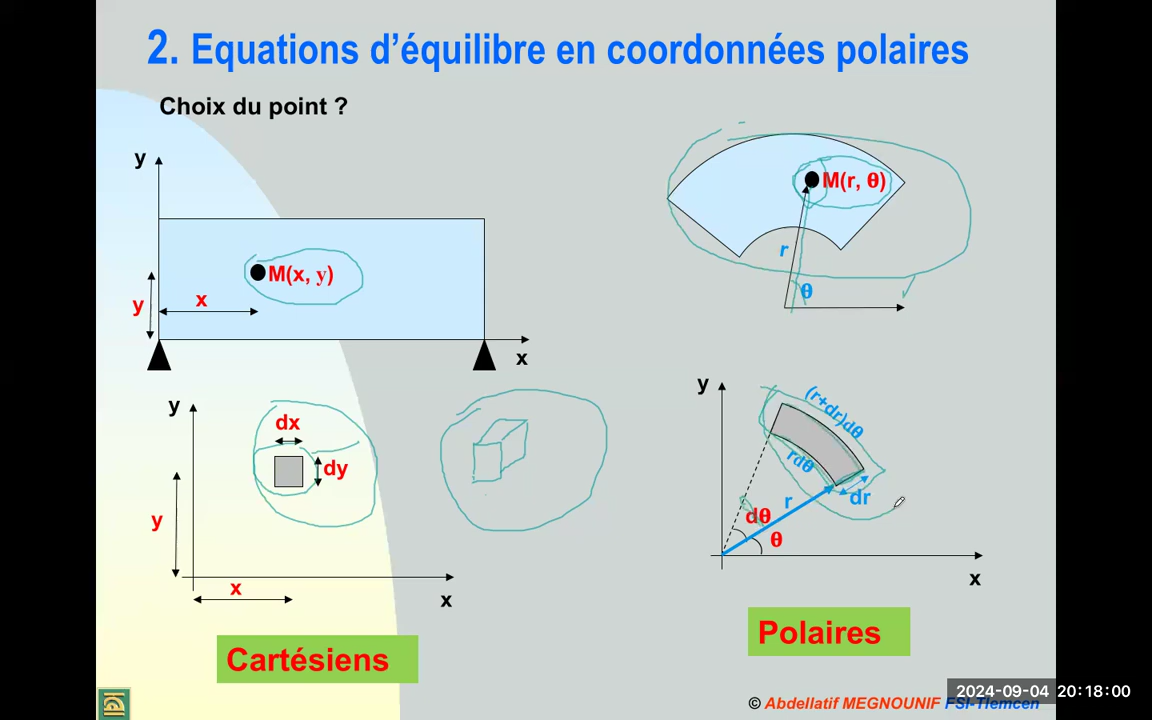 2. Equations d'équilibre en coordonnées polaires
Choix du point ?
y
M(x, y)
y
x
x
M(r, θ)
r
θ
y
dx
dy
y
x
x
Cartésiens
y
(r+dr)dθ
rdθ
r
dr
dθ
θ
x
Polaires
2024-09-04 20:18:00
© Abdellatif MEGNOUNIF FSI-Tlemcen